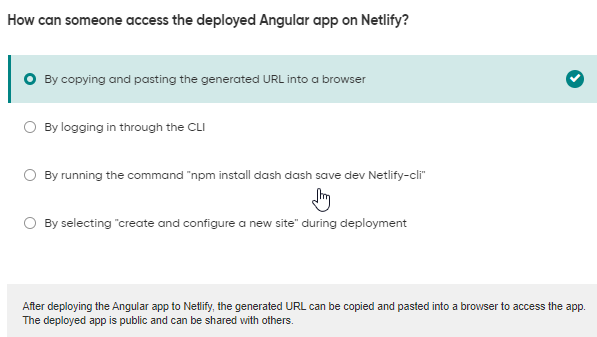 How can someone access the deployed Angular app on Netlify?
By copying and pasting the generated URL into a browser
By logging in through the CLI
By running the command "npm install dash dash save dev Netlify-cli"
By selecting "create and configure a new site" during deployment
After deploying the Angular app to Netlify, the generated URL can be copied and pasted into a browser to access the app.
The deployed app is public and can be shared with others.